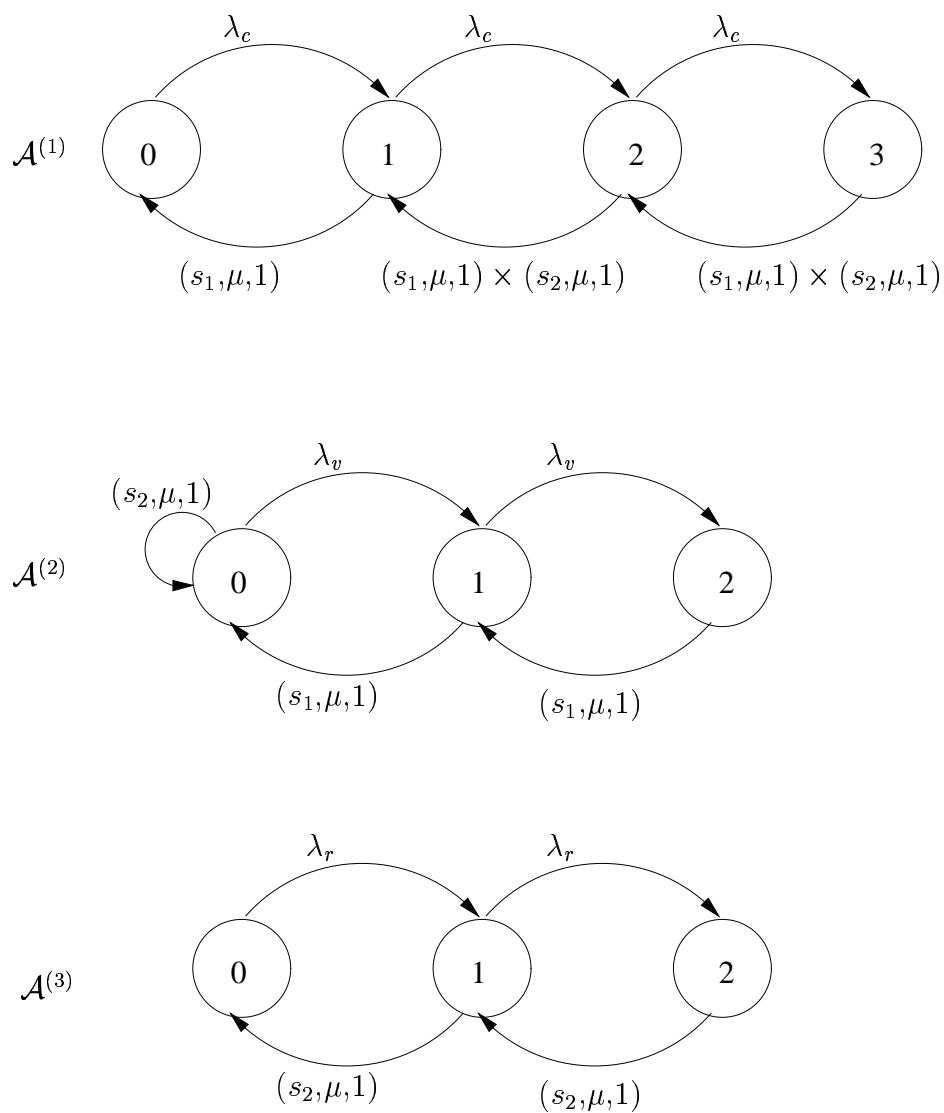 λ_c λ_c λ_c
𝒜^(1) 0 1 2 3
(s_1,μ,1) (s_1,μ,1) × (s_2,μ,1) (s_1,μ,1) × (s_2,μ,1)
λ_v λ_v
(s_2,μ,1)
𝒜^(2) 0 1 2
(s_1,μ,1) (s_1,μ,1)
λ_r λ_r
𝒜^(3) 0 1 2
(s_2,μ,1) (s_2,μ,1)